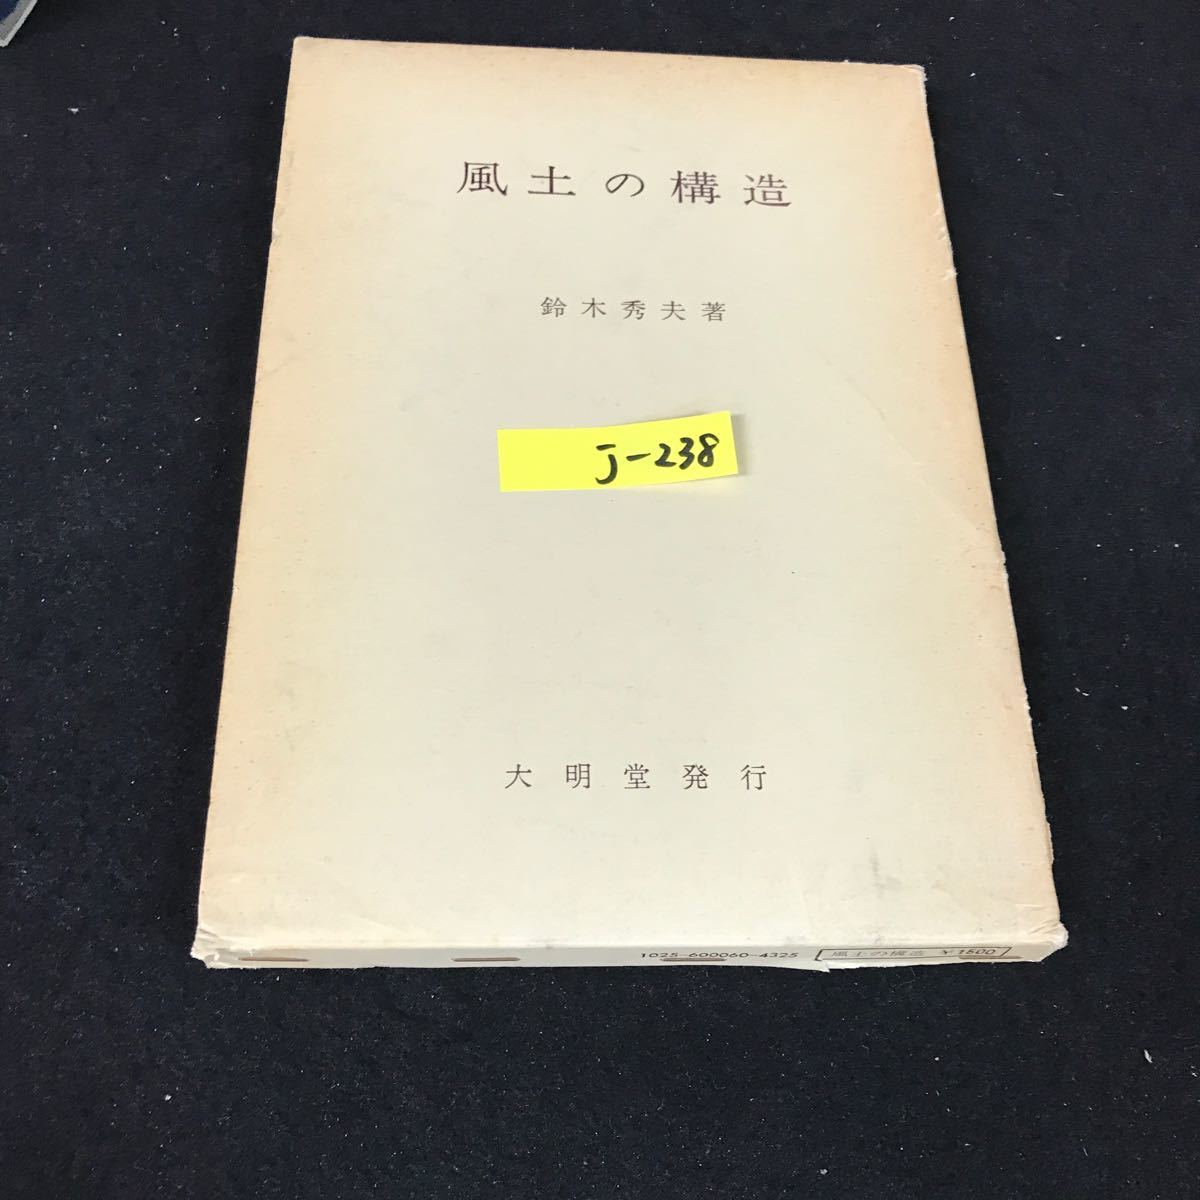 風土の構造
鈴木秀夫著
J-238
大明堂発行
1025-600060-4325
風土の構造 ¥1500